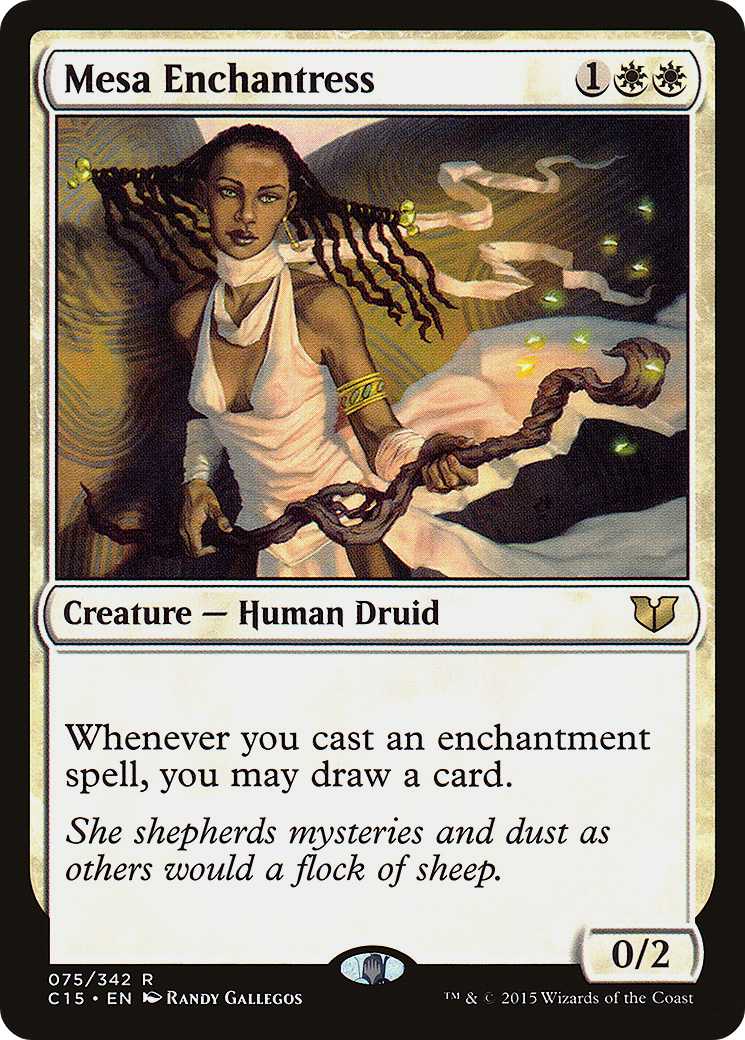 Mesa Enchantress 1
Creature — Human Druid
Whenever you cast an enchantment
spell, you may draw a card.
She shepherds mysteries and dust as
others would a flock of sheep.
0/2
075/342 R
C15 • EN Randy Gallegos
™ & © 2015 Wizards of the Coast